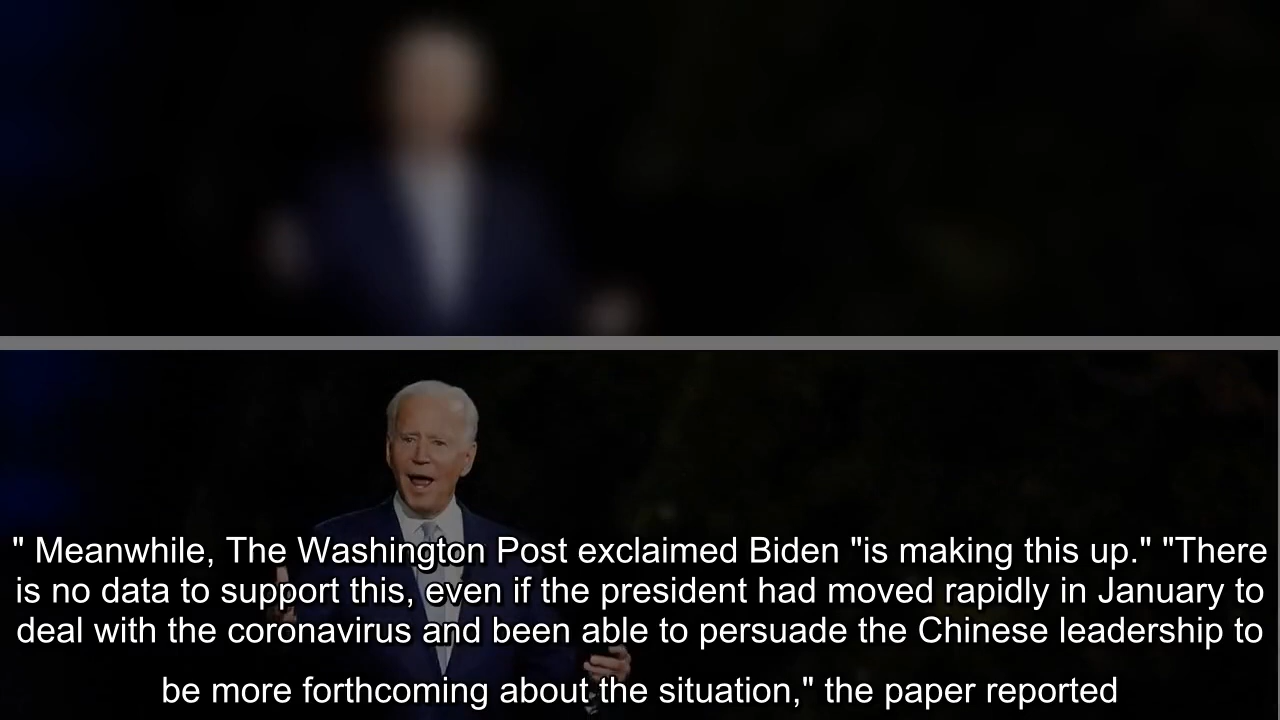 " Meanwhile, The Washington Post exclaimed Biden "is making this up." "There
is no data to support this, even if the president had moved rapidly in January to
deal with the coronavirus and been able to persuade the Chinese leadership to
be more forthcoming about the situation," the paper reported